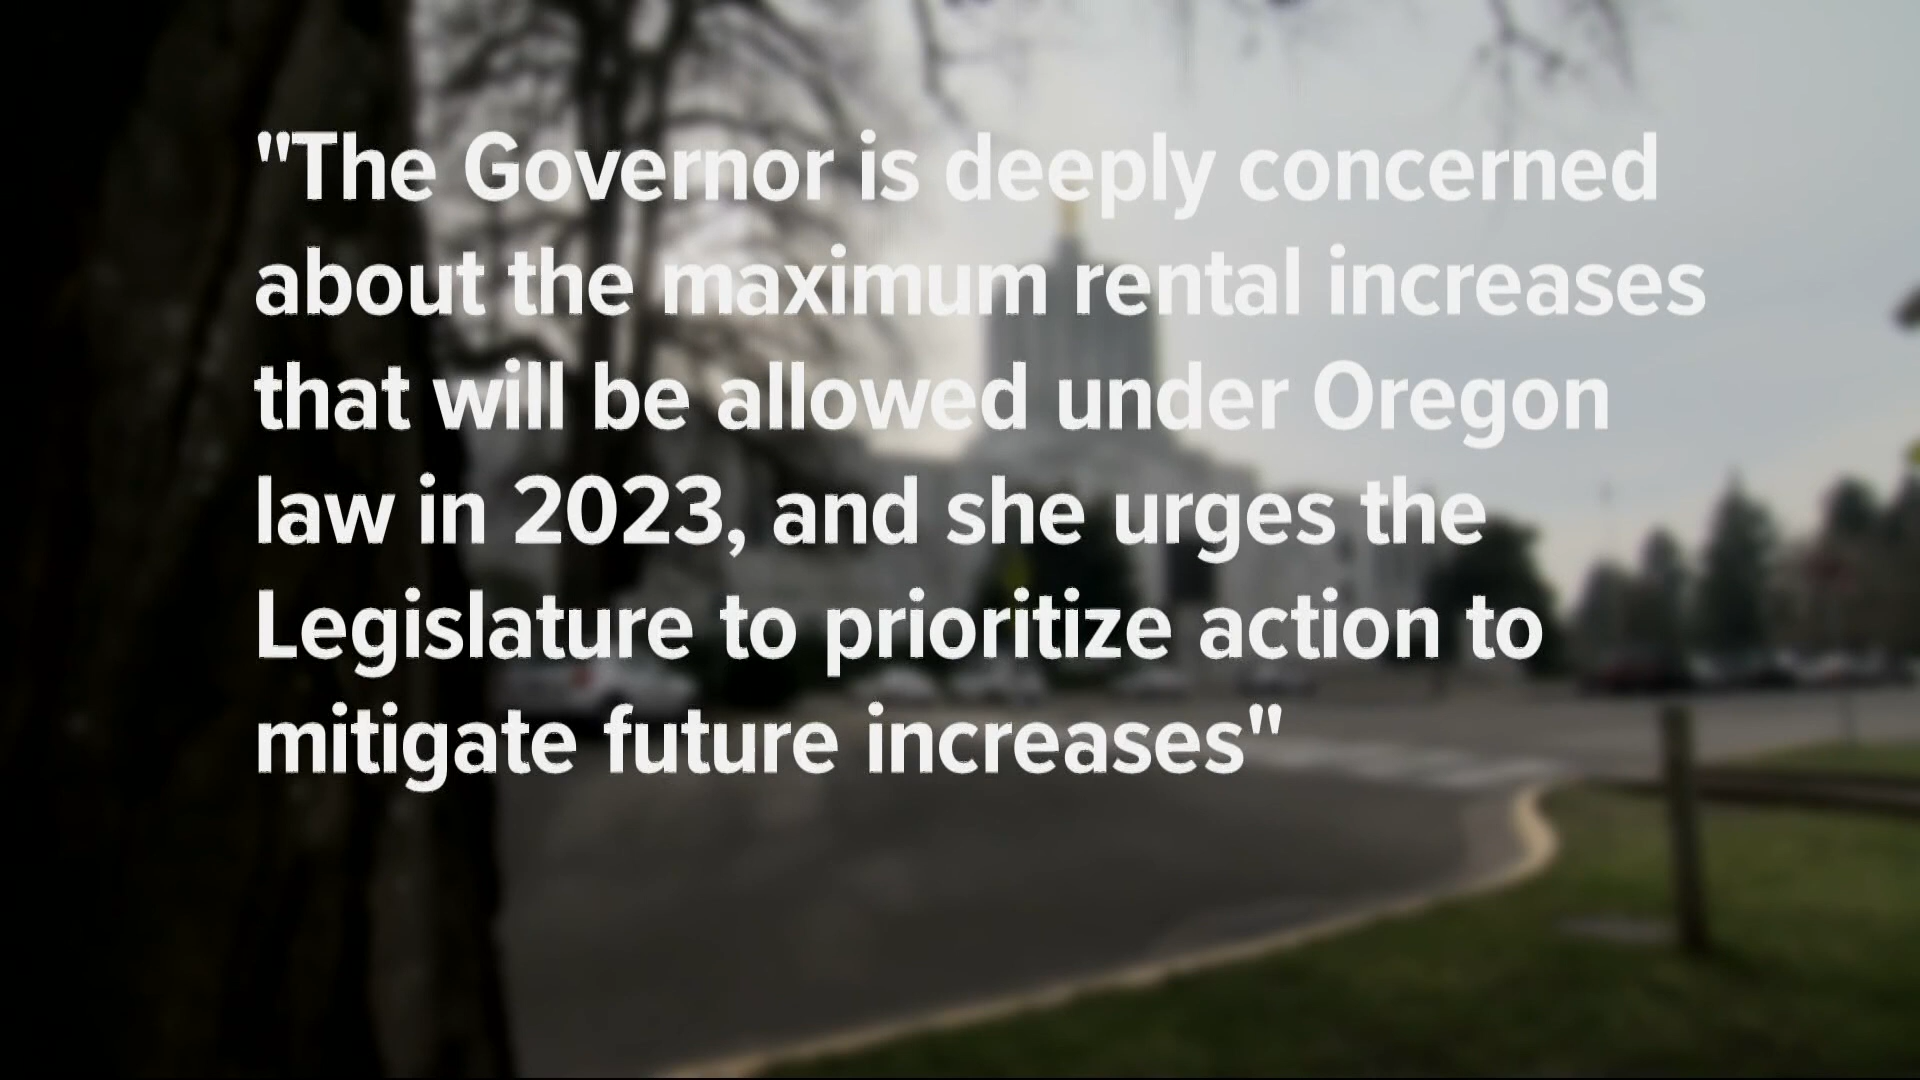 "The Governor is deeply concerned
about the maximum rental increases
that will be allowed under Oregon
law in 2023, and she urges the
Legislature to prioritize action to
mitigate future increases"